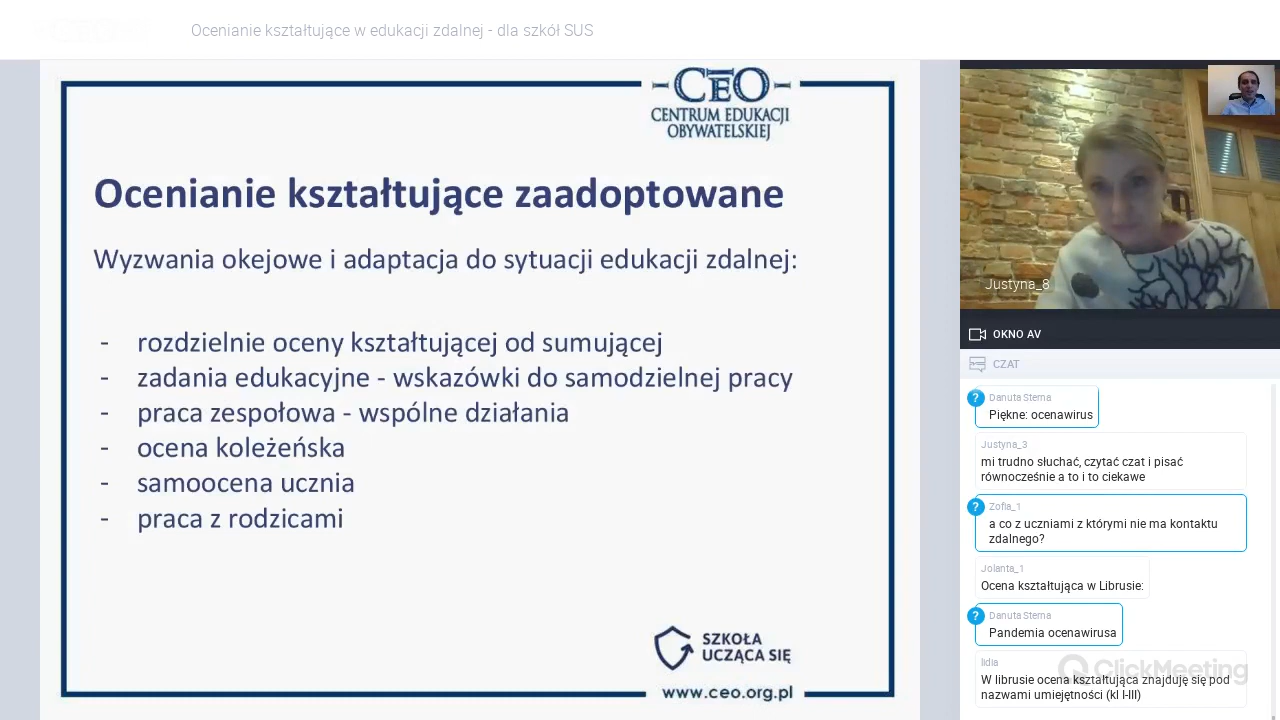 Ocenianie kształtujące w edukacji zdalnej - dla szkół SUS
CEO
CENTRUM EDUKACJI
OBYWATELSKIEJ
Ocenianie kształtujące zaadoptowane
Wyzwania okejowe i adaptacja do sytuacji edukacji zdalnej:
- rozdzielnie oceny kształtującej od sumującej
- zadania edukacyjne - wskazówki do samodzielnej pracy
- praca zespołowa - wspólne działania
- ocena koleżeńska
- samoocena ucznia
- praca z rodzicami
SZKOŁA
UCZĄCA SIĘ
www.ceo.org.pl
Justyna_8
OKNO AV
CZAT
? Danuta Sterna
Piękne: ocenawirus
Justyna_3
mi trudno słuchać, czytać czat i pisać
równocześnie a to i to ciekawe
? Zofia_1
a co z uczniami z którymi nie ma kontaktu
zdalnego?
Jolanta_1
Ocena kształtująca w Librusie:
? Danuta Sterna
Pandemia ocenawirusa
lidia
W librusie ocena kształtująca znajduję się pod
nazwami umiejętności (kl I-III)
ClickMeeting